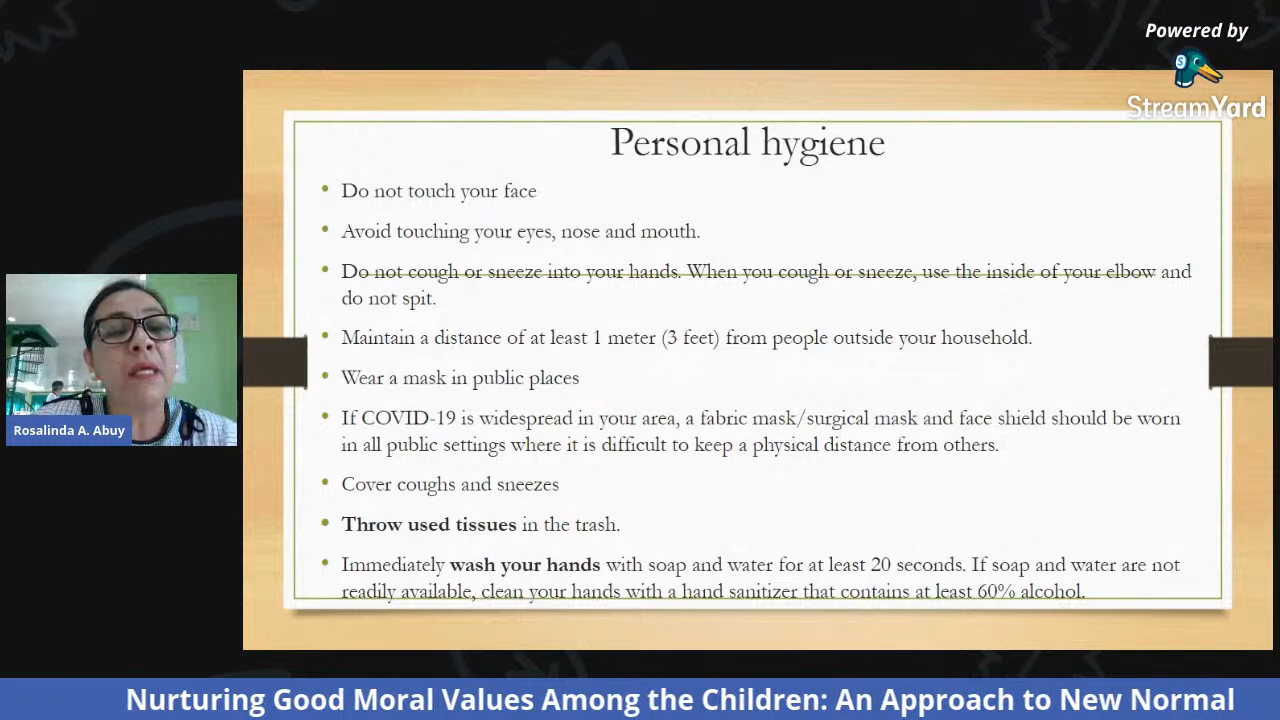 Powered by
StreamYard
Personal hygiene
• Do not touch your face
• Avoid touching your eyes, nose and mouth.
• Do not cough or sneeze into your hands. When you cough or sneeze, use the inside of your elbow and
do not spit.
• Maintain a distance of at least 1 meter (3 feet) from people outside your household.
• Wear a mask in public places
• If COVID-19 is widespread in your area, a fabric mask/surgical mask and face shield should be worn
in all public settings where it is difficult to keep a physical distance from others.
• Cover coughs and sneezes
• Throw used tissues in the trash.
• Immediately wash your hands with soap and water for at least 20 seconds. If soap and water are not
readily available, clean your hands with a hand sanitizer that contains at least 60% alcohol.
Rosalinda A. Abuy
Nurturing Good Moral Values Among the Children: An Approach to New Normal